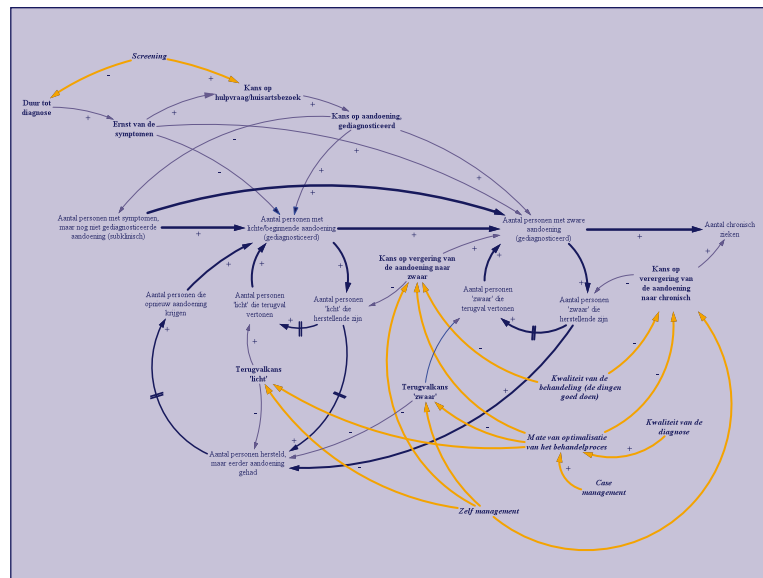 Screening
Duur tot
diagnose
Kans op
hulpvraag/huisartsbezoek
Ernst van de
symptomen
Kans op aandoening,
gediagnosticeerd
Aantal personen met symptomen,
maar nog niet gediagnosticeerde
aandoening (subklinisch)
Aantal personen met
lichte/beginnende aandoening
(gediagnosticeerd)
Aantal personen met zware
aandoening
(gediagnosticeerd)
Aantal chronisch
zieken
Kans op vergering van
de aandoening naar
zwaar
Kans op
verergering van
de aandoening
naar chronisch
Aantal personen die
opnieuw aandoening
krijgen
Aantal personen
'licht' die terugval
vertonen
Aantal personen
'licht' die
herstellende zijn
Aantal personen
'zwaar' die
terugval vertonen
Aantal personen
'zwaar' die
herstellende zijn
Terugvalkans
'licht'
Terugvalkans
'zwaar'
Kwaliteit van de
behandeling (de dingen
goed doen)
Mate van optimalisatie
van het behandelproces
Kwaliteit van de
diagnose
Aantal personen hersteld,
maar eerder aandoening
gehad
Case
management
Zelf management